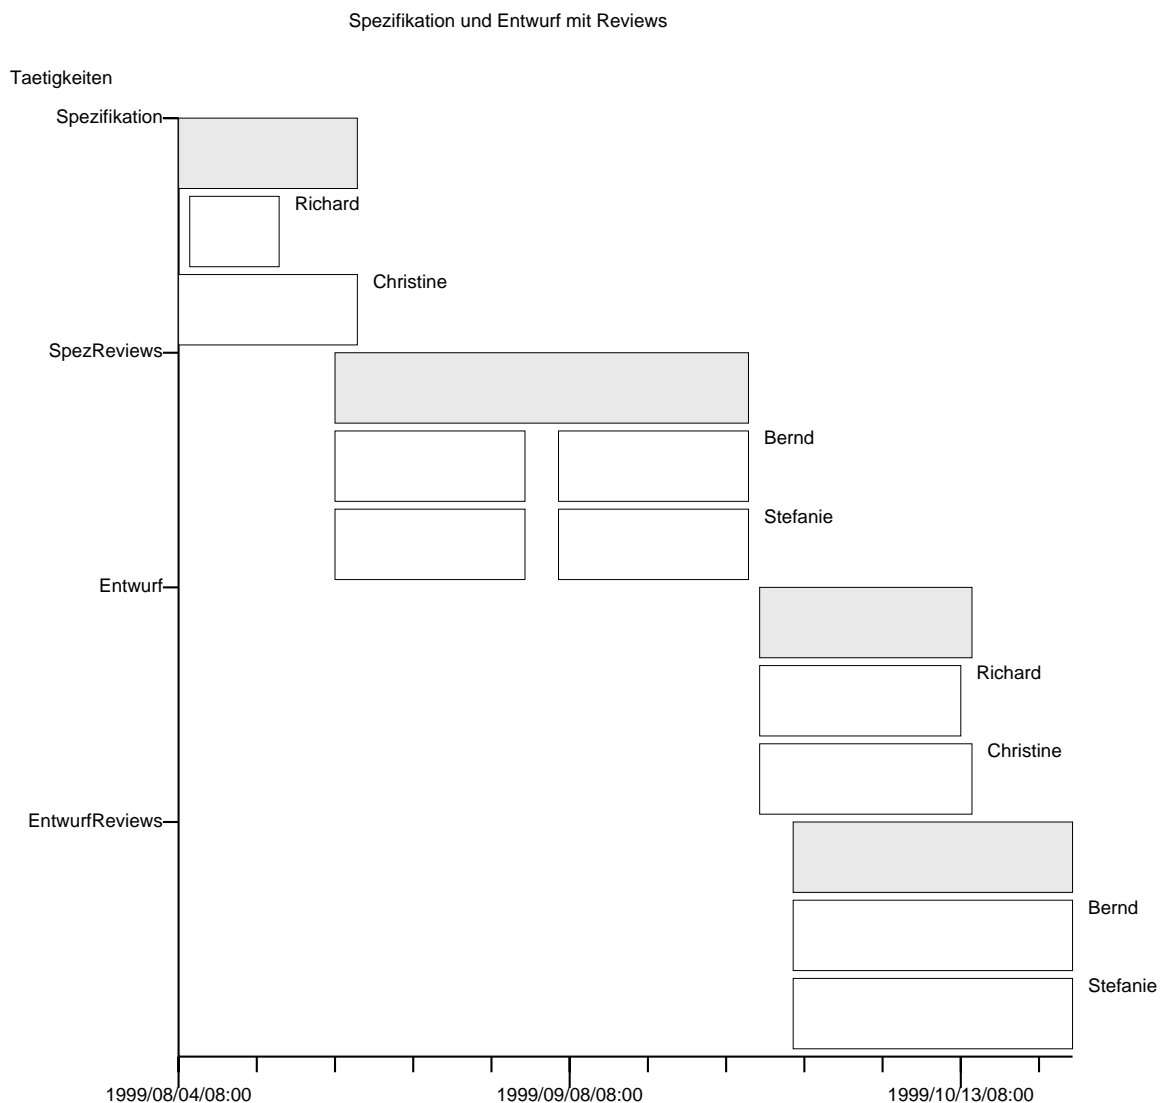 Spezifikation und Entwurf mit Reviews
Taetigkeiten
Spezifikation
Richard
Christine
SpezReviews
Bernd
Stefanie
Entwurf
Richard
Christine
EntwurfReviews
Bernd
Stefanie
1999/08/04/08:00 1999/09/08/08:00 1999/10/13/08:00